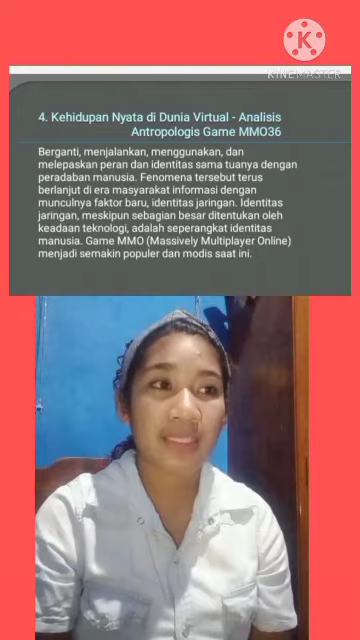 KINEMASTER
4. Kehidupan Nyata di Dunia Virtual - Analisis
Antropologis Game MMO36
Berganti, menjalankan, menggunakan, dan
melepaskan peran dan identitas sama tuanya dengan
peradaban manusia. Fenomena tersebut terus
berlanjut di era masyarakat informasi dengan
munculnya faktor baru, identitas jaringan. Identitas
jaringan, meskipun sebagian besar ditentukan oleh
keadaan teknologi, adalah seperangkat identitas
manusia. Game MMO (Massively Multiplayer Online)
menjadi semakin populer dan modis saat ini.